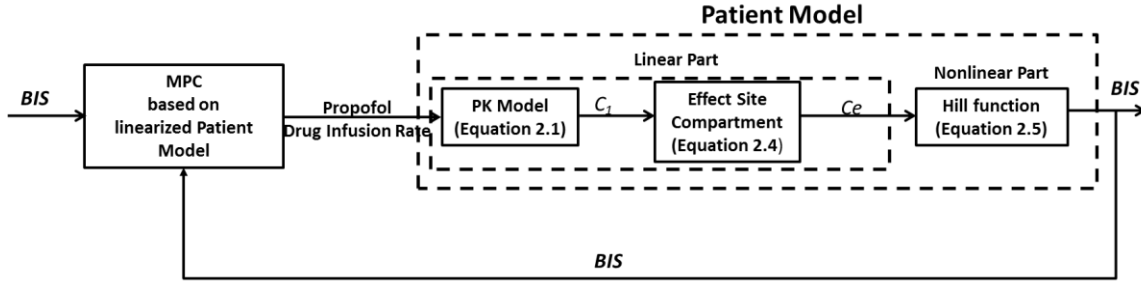 Patient Model
Linear Part
Nonlinear Part
BIS
MPC
based on
linearized Patient
Model
Propofol
Drug Infusion Rate
PK Model
(Equation 2.1)
C₁
Effect Site
Compartment
(Equation 2.4)
Ce
Hill function
(Equation 2.5)
BIS
BIS